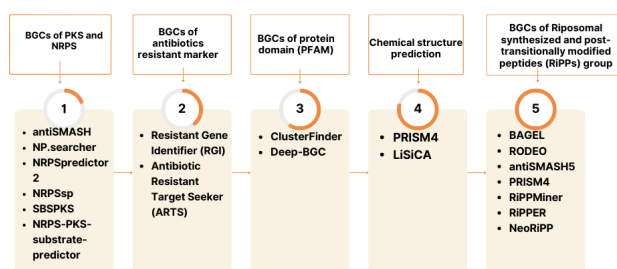 BGCs of PKS and
NRPS
BGCs of
antibiotics
resistant marker
BGCs of protein
domain (PFAM)
Chemical structure
prediction
BGCs of Riposomal
synthesized and post-
transitionally modified
peptides (RiPPs) group
1
• antiSMASH
• NP.searcher
• NRPSpredictor
2
• NRPSsp
• SBSPKS
• NRPS-PKS-
substrate-
predictor
2
• Resistant Gene
Identifier (RGI)
• Antibiotic
Resistant
Target Seeker
(ARTS)
3
• ClusterFinder
• Deep-BGC
4
• PRISM4
• LiSiCA
5
• BAGEL
• RODEO
• antiSMASH5
• PRISM4
• RiPPMiner
• RiPPER
• NeoRiPP